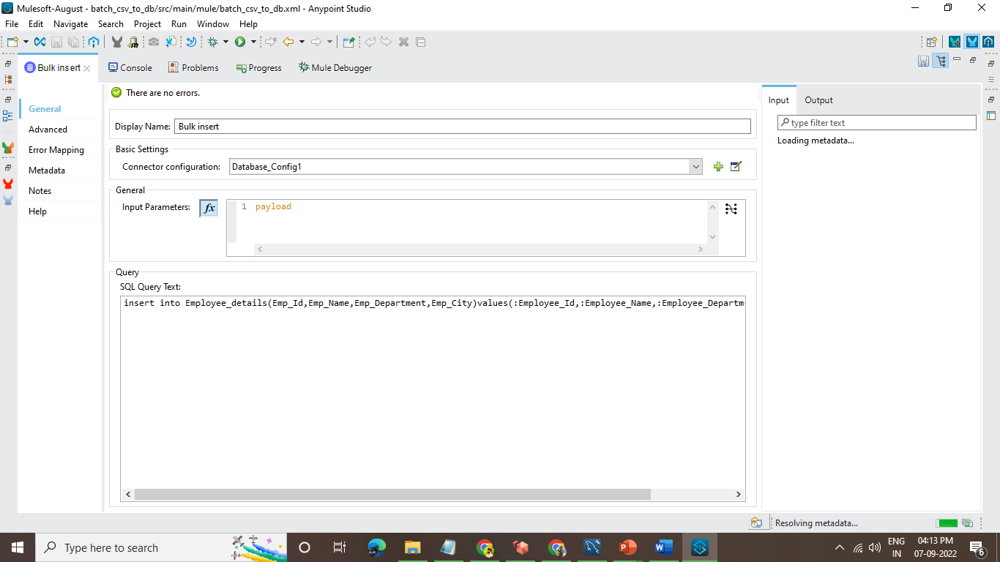 Mulesoft-August - batch_csv_to_db/src/main/mule/batch_csv_to_db.xml - Anypoint Studio
File Edit Navigate Search Project Run Window Help
Bulk insert Console Problems Progress Mule Debugger
There are no errors.
General
Advanced
Error Mapping
Metadata
Notes
Help
Display Name: Bulk insert
Basic Settings
Connector configuration: Database_Config1
General
Input Parameters: fx 1 payload
Query
SQL Query Text:
insert into Employee_details(Emp_Id,Emp_Name,Emp_Department,Emp_City)values(:Employee_Id,:Employee_Name,:Employee_Departm
Input Output
type filter text
Loading metadata...
Resolving metadata...
Type here to search
ENG
IN
04:13 PM
07-09-2022
6